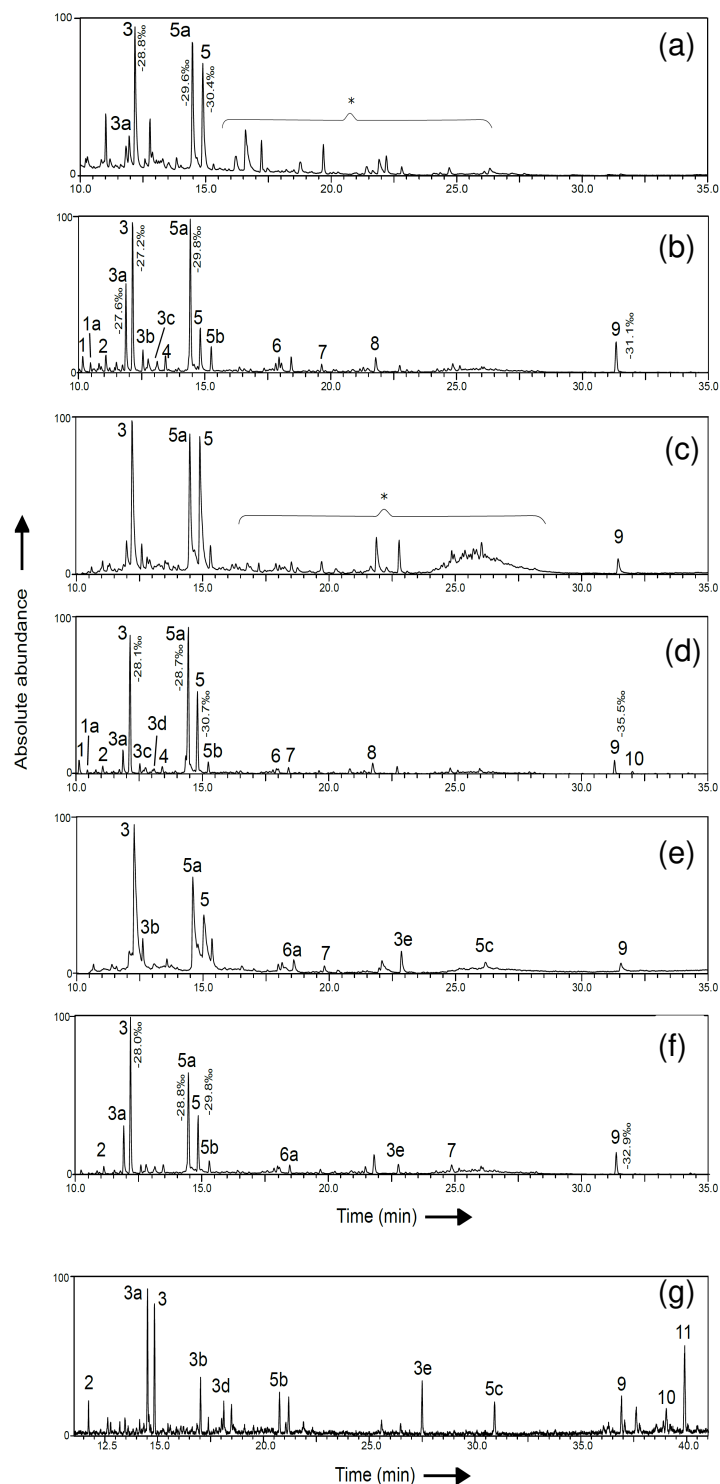 100
3
-28.8‰
5a
-29.6‰
5
-30.4‰
(a)
*
3a
0
10.0 15.0 20.0 25.0 30.0 35.0
100
3
-27.2‰
5a
-29.8‰
(b)
3a
-27.6‰
1 1a 2 3b 3c 4 5 5b 6 7 8 9
-31.1‰
0
10.0 15.0 20.0 25.0 30.0 35.0
100
3 5a 5
(c)
*
9
0
10.0 15.0 20.0 25.0 30.0 35.0
Absolute abundance
100
3
-28.1‰
5a
-28.7‰
5
-30.7‰
(d)
1 1a 2 3a 3c 3d 4 5b 6 7 8 9 10
-35.5‰
0
10.0 15.0 20.0 25.0 30.0 35.0
100
3 5a 5
(e)
3b 6a 7 3e 5c 9
0
10.0 15.0 20.0 25.0 30.0 35.0
100
3
-28.0‰
5a
-28.8‰
5
-29.8‰
(f)
2 3a 5b 6a 3e 7 9
-32.9‰
0
10.0 15.0 20.0 25.0 30.0 35.0
Time (min)
100
3a 3
(g)
2 3b 3d 5b 3e 5c 9 10 11
0
12.5 15.0 20.0 25.0 30.0 35.0 40.0
Time (min)